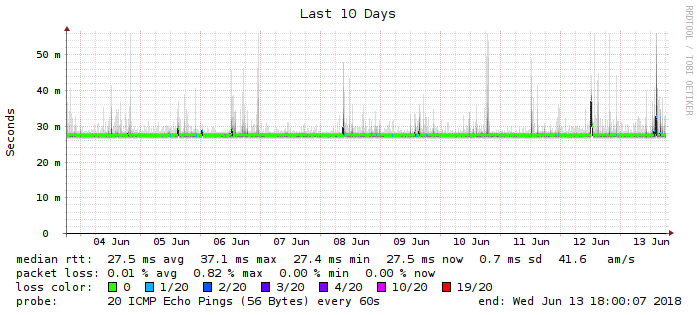 Last 10 Days
RRDTOOL / TOBI OETIKER
Seconds
50 m
40 m
30 m
20 m
10 m
0
04 Jun 05 Jun 06 Jun 07 Jun 08 Jun 09 Jun 10 Jun 11 Jun 12 Jun 13 Jun
median rtt: 27.5 ms avg 37.1 ms max 27.4 ms min 27.5 ms now 0.7 ms sd 41.6 am/s
packet loss: 0.01 % avg 0.82 % max 0.00 % min 0.00 % now
loss color: 0 1/20 2/20 3/20 4/20 10/20 19/20
probe: 20 ICMP Echo Pings (56 Bytes) every 60s end: Wed Jun 13 18:00:07 2018